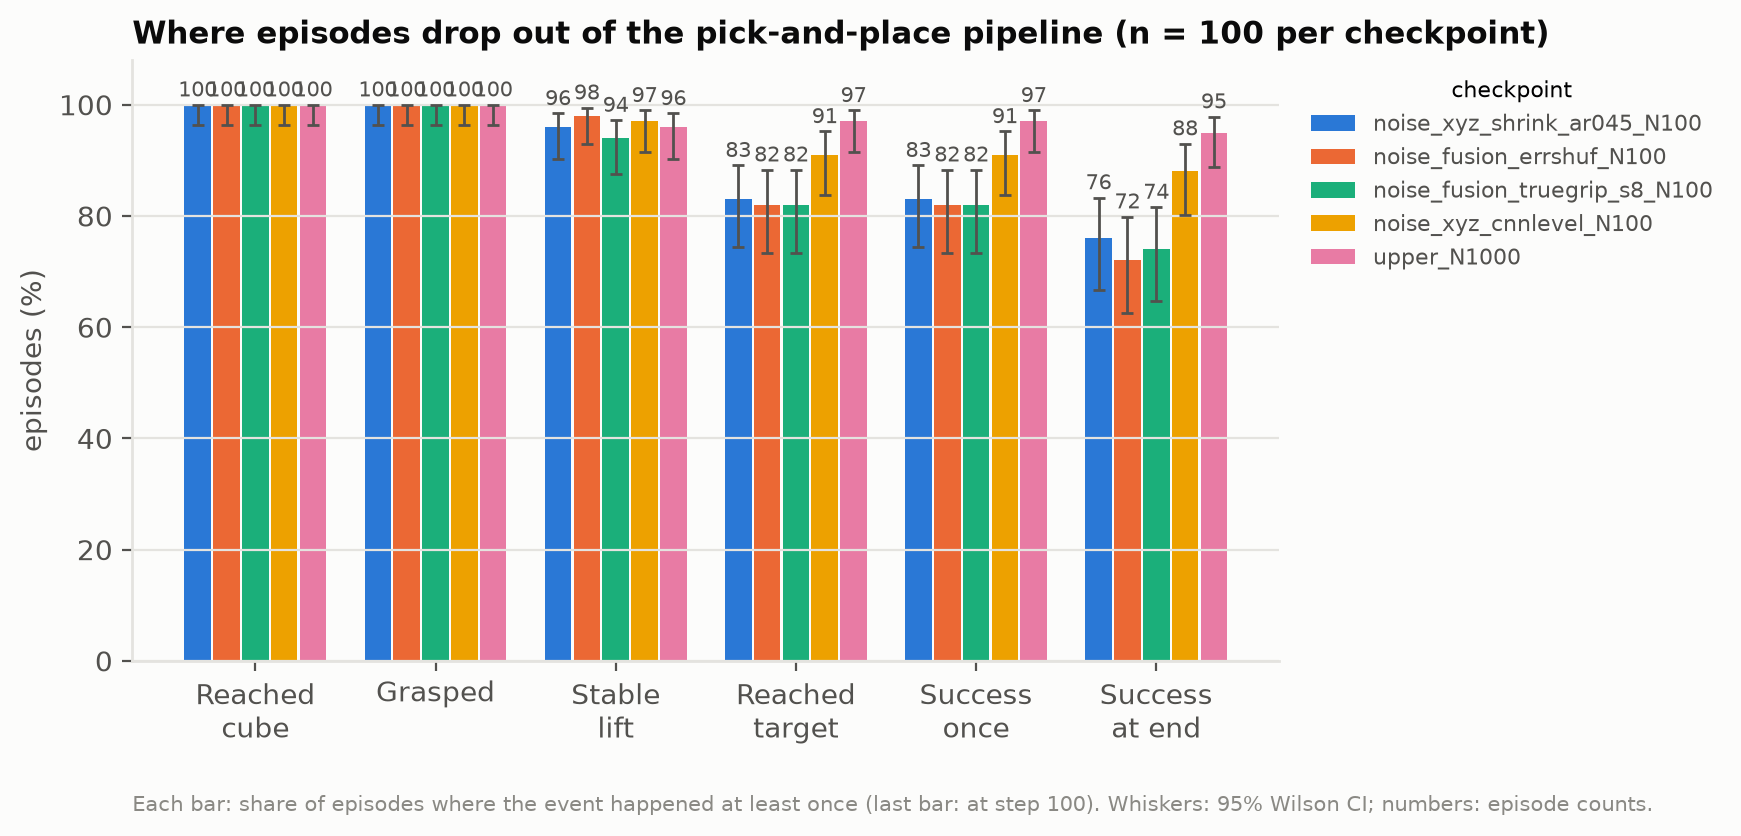 Where episodes drop out of the pick-and-place pipeline (n = 100 per checkpoint)
episodes (%)
100
80
60
40
20
0
100 100 100 100 100
100 100 100 100 100
96 98 94 97 96
83 82 82 91 97
83 82 82 91 97
76 72 74 88 95
Reached
cube
Grasped
Stable
lift
Reached
target
Success
once
Success
at end
checkpoint
noise_xyz_shrink_ar045_N100
noise_fusion_errshuf_N100
noise_fusion_truegrip_s8_N100
noise_xyz_cnnlevel_N100
upper_N1000
Each bar: share of episodes where the event happened at least once (last bar: at step 100). Whiskers: 95% Wilson CI; numbers: episode counts.